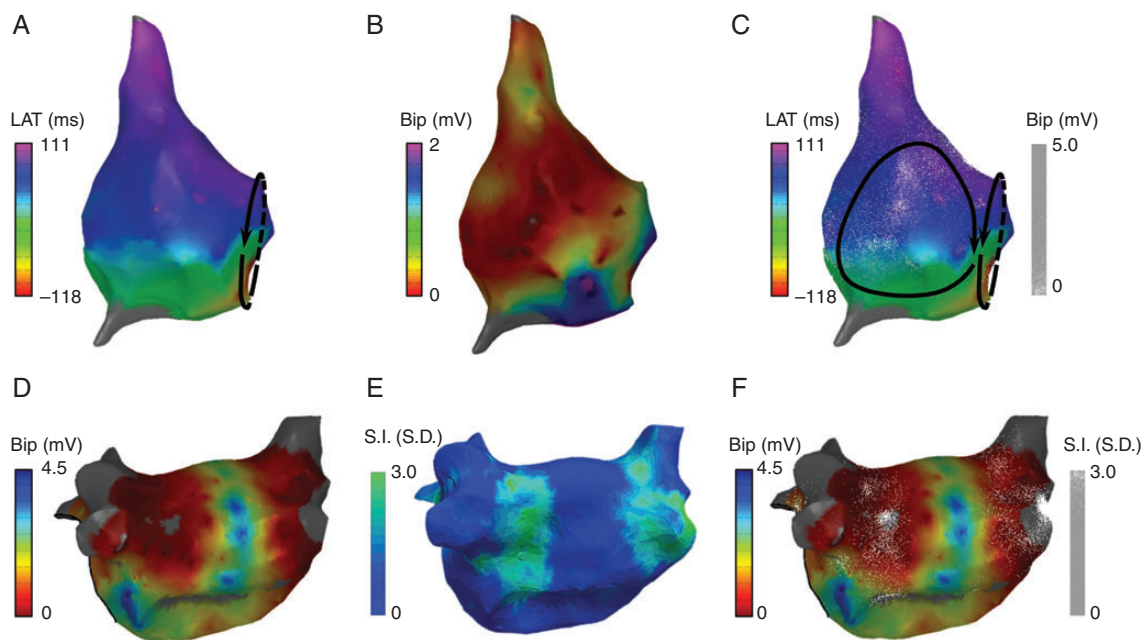 A
LAT (ms)
111
–118
B
Bip (mV)
2
0
C
LAT (ms)
111
–118
Bip (mV)
5.0
0
D
Bip (mV)
4.5
0
E
S.I. (S.D.)
3.0
0
F
Bip (mV)
4.5
0
S.I. (S.D.)
3.0
0